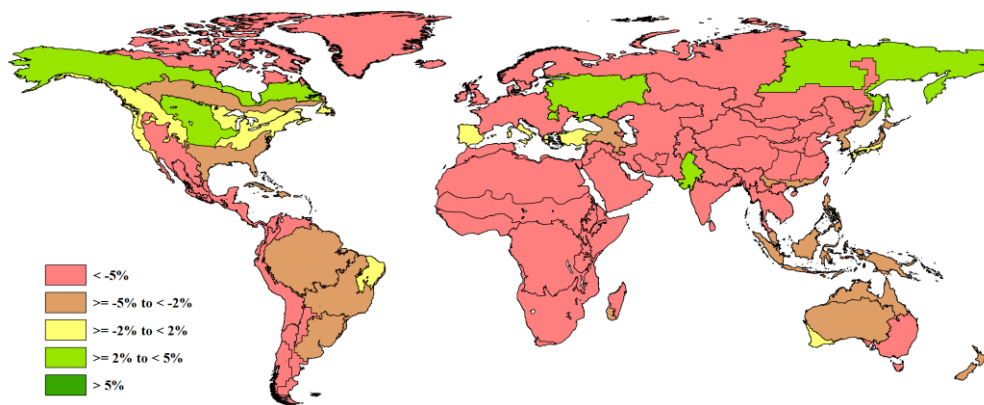 < -5%
>= -5% to < -2%
>= -2% to < 2%
>= 2% to < 5%
> 5%